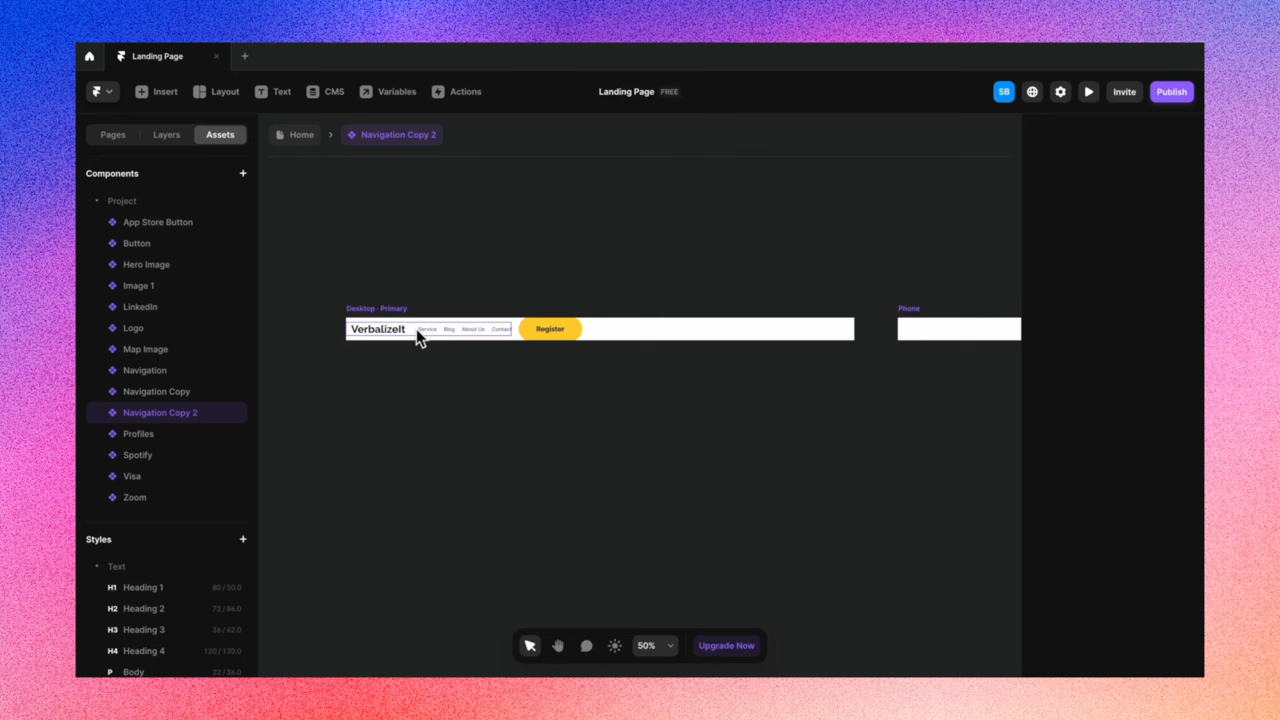 Landing Page
Insert Layout Text CMS Variables Actions
Landing Page FREE
SB Invite Publish
Pages Layers Assets
Home Navigation Copy 2
Components
Project
App Store Button
Button
Hero Image
Image 1
LinkedIn
Logo
Map Image
Navigation
Navigation Copy
Navigation Copy 2
Profiles
Spotify
Visa
Zoom
Styles
Text
H1 Heading 1 80 / 50.0
H2 Heading 2 72 / 86.0
H3 Heading 3 36 / 42.0
H4 Heading 4 120 / 130.0
P Body 22 / 36.0
Desktop · Primary
VerbalizeIt Service Blog About Us Contact Register
Phone
50% Upgrade Now